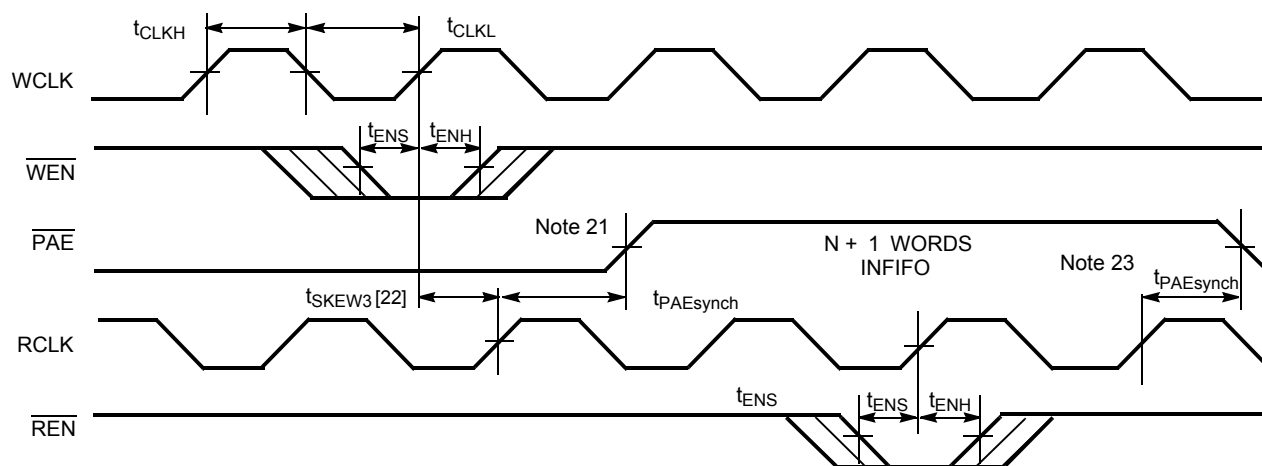 tCLKH
tCLKL
WCLK
tENS
tENH
WEN
Note 21
PAE
N + 1 WORDS
INFIFO
Note 23
tSKEW3 [22]
tPAEsynch
tPAEsynch
RCLK
tENS
tENS
tENH
REN